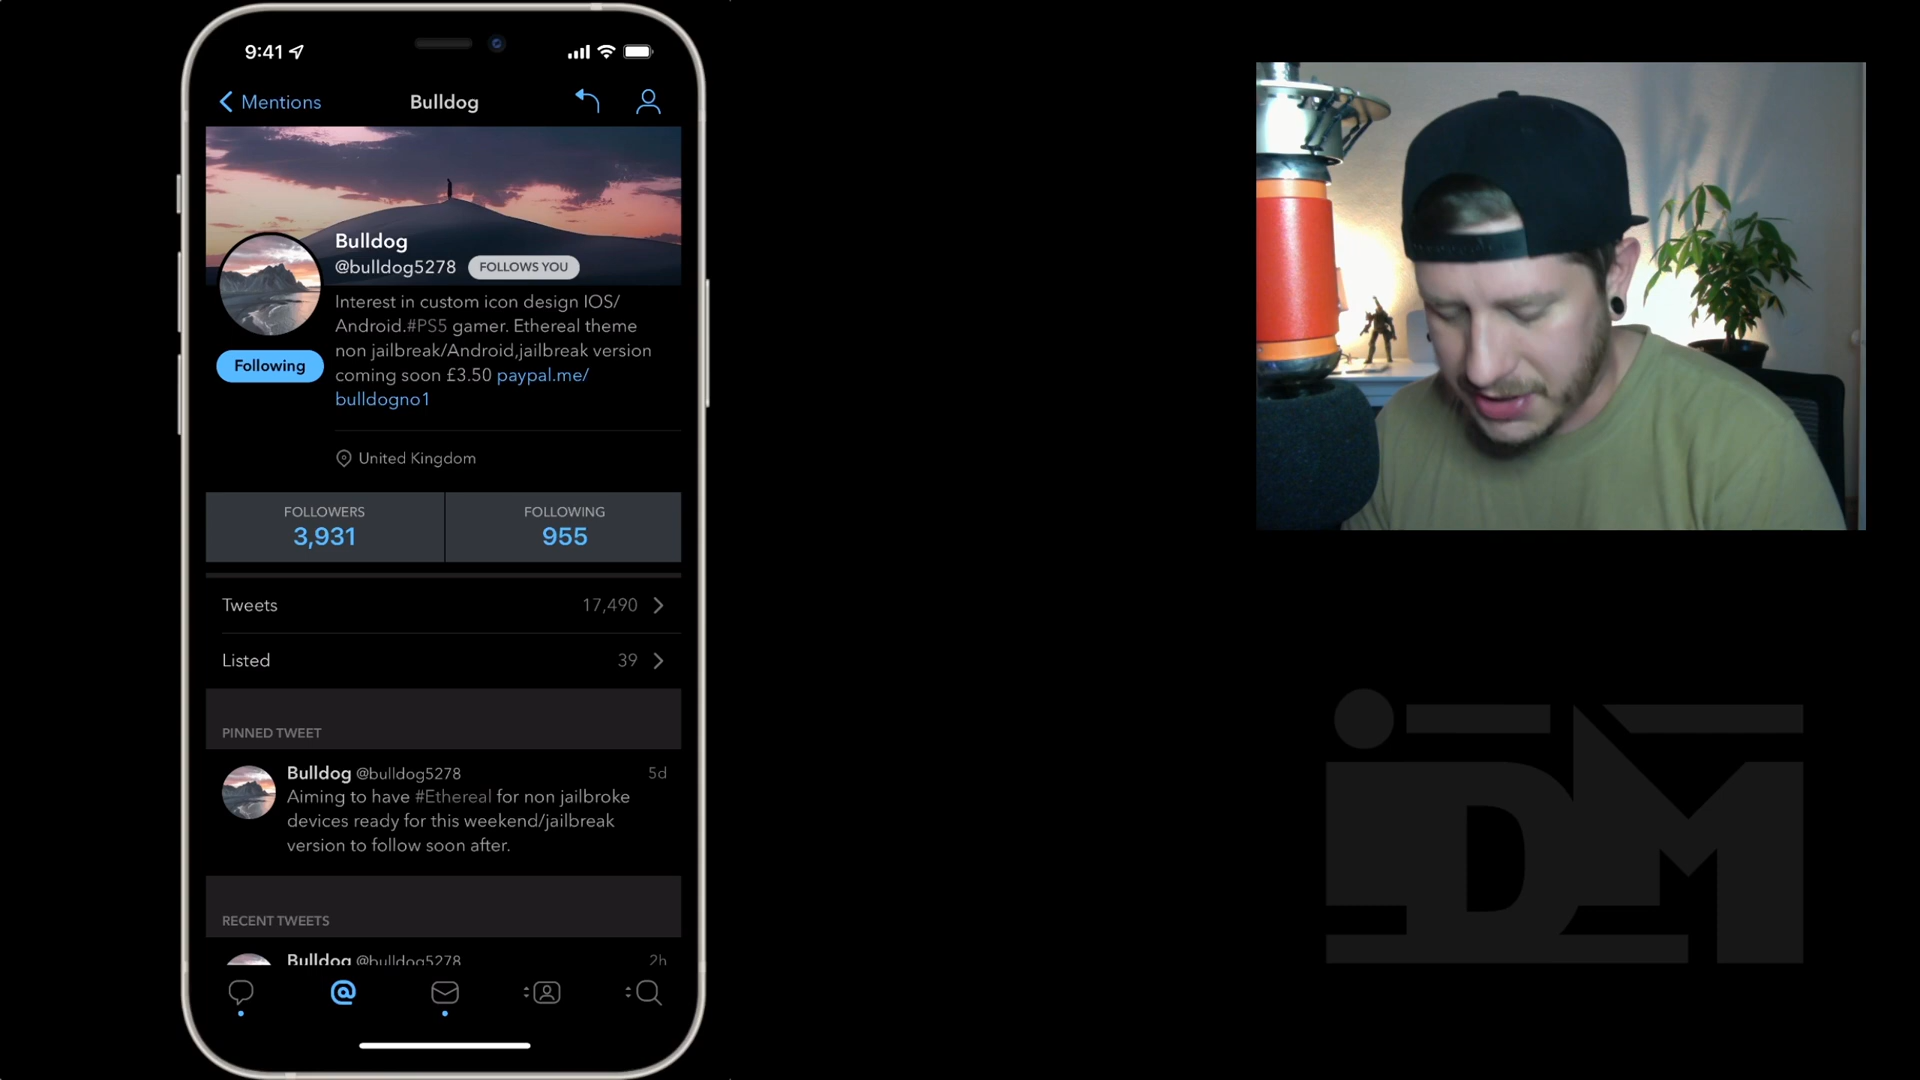 9:41
Mentions
Bulldog
Bulldog
@bulldog5278 FOLLOWS YOU
Interest in custom icon design IOS/
Android.#PS5 gamer. Ethereal theme
non jailbreak/Android,jailbreak version
coming soon £3.50 paypal.me/
bulldogno1
Following
United Kingdom
FOLLOWERS
3,931
FOLLOWING
955
Tweets 17,490
Listed 39
PINNED TWEET
Bulldog @bulldog5278 5d
Aiming to have #Ethereal for non jailbroke
devices ready for this weekend/jailbreak
version to follow soon after.
RECENT TWEETS
Bulldog @bulldog5278 2h
iDM